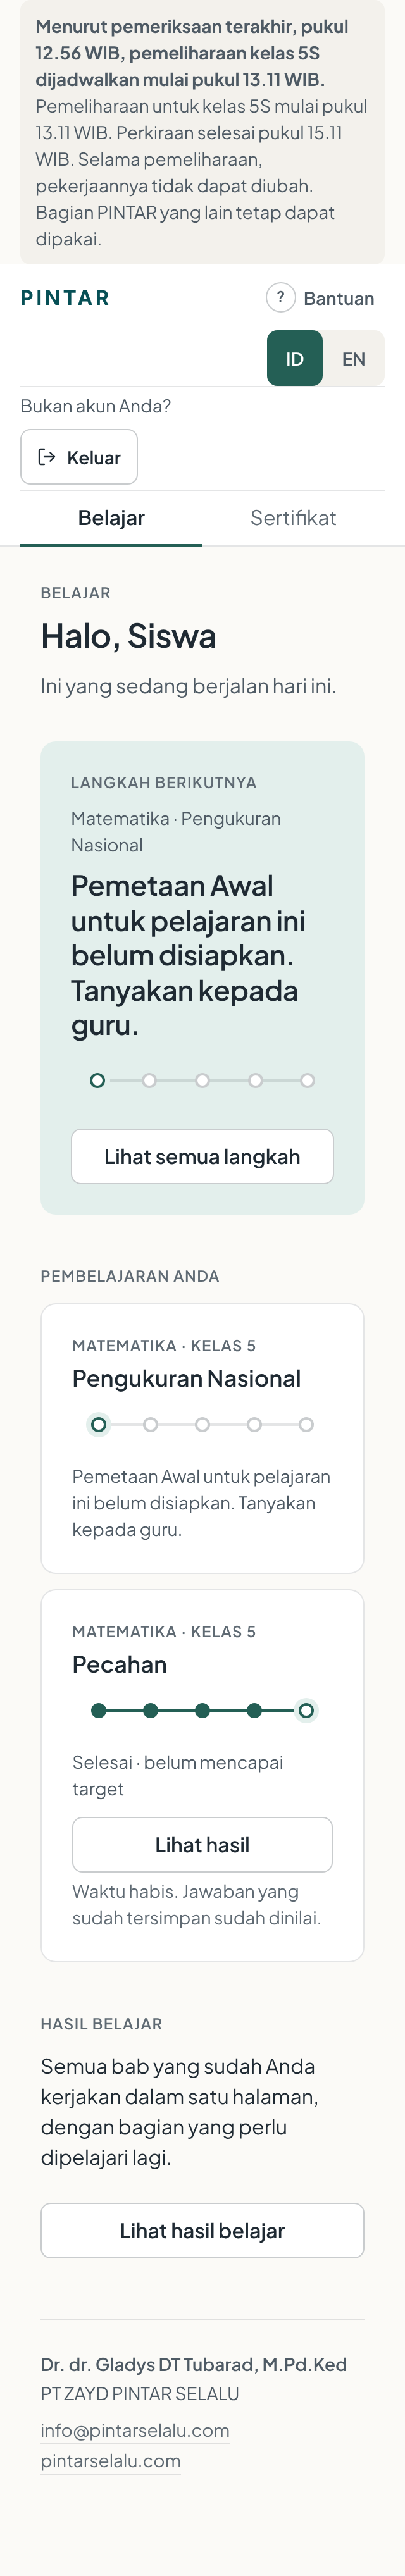 Menurut pemeriksaan terakhir, pukul
12.56 WIB, pemeliharaan kelas 5S
dijadwalkan mulai pukul 13.11 WIB.
Pemeliharaan untuk kelas 5S mulai pukul
13.11 WIB. Perkiraan selesai pukul 15.11
WIB. Selama pemeliharaan,
pekerjaannya tidak dapat diubah.
Bagian PINTAR yang lain tetap dapat
dipakai.
PINTAR
? Bantuan
ID EN
Bukan akun Anda?
Keluar
Belajar Sertifikat
BELAJAR
Halo, Siswa
Ini yang sedang berjalan hari ini.
LANGKAH BERIKUTNYA
Matematika · Pengukuran
Nasional
Pemetaan Awal
untuk pelajaran ini
belum disiapkan.
Tanyakan kepada
guru.
Lihat semua langkah
PEMBELAJARAN ANDA
MATEMATIKA · KELAS 5
Pengukuran Nasional
Pemetaan Awal untuk pelajaran
ini belum disiapkan. Tanyakan
kepada guru.
MATEMATIKA · KELAS 5
Pecahan
Selesai · belum mencapai
target
Lihat hasil
Waktu habis. Jawaban yang
sudah tersimpan sudah dinilai.
HASIL BELAJAR
Semua bab yang sudah Anda
kerjakan dalam satu halaman,
dengan bagian yang perlu
dipelajari lagi.
Lihat hasil belajar
Dr. dr. Gladys DT Tubarad, M.Pd.Ked
PT ZAYD PINTAR SELALU
info@pintarselalu.com
pintarselalu.com